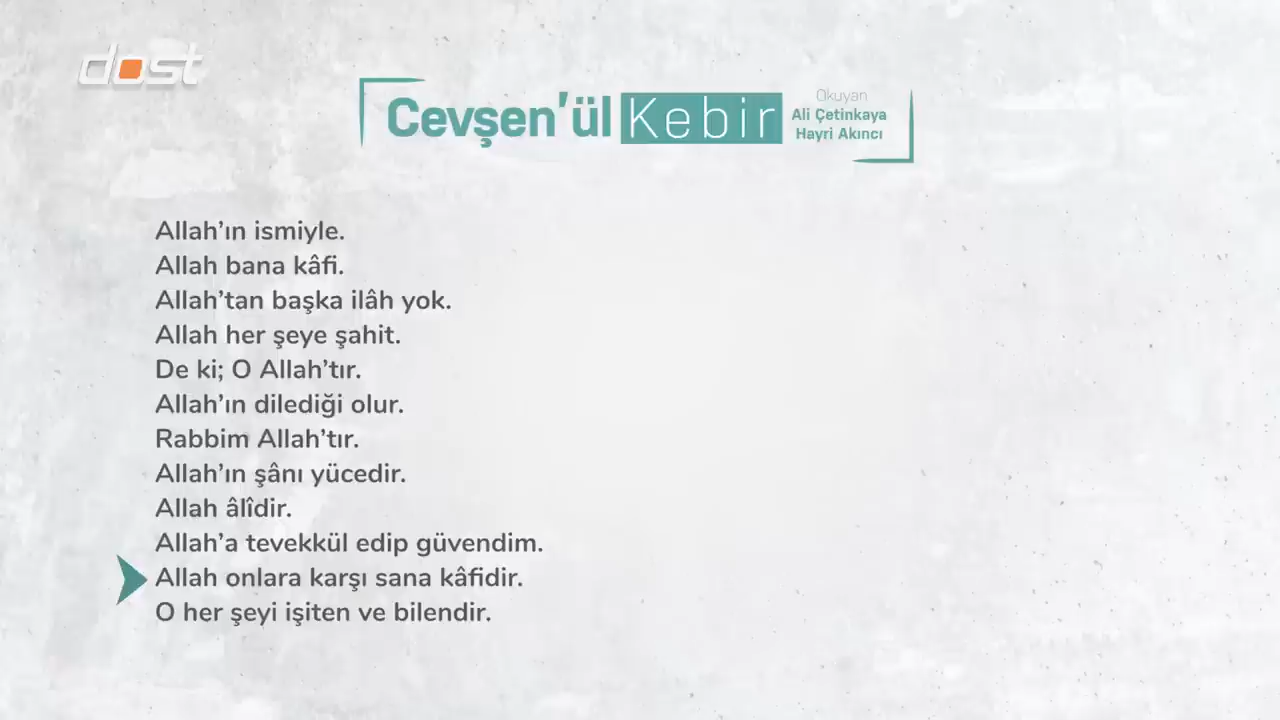 dost
Cevşen'ül Kebir
Okuyan
Ali Çetinkaya
Hayri Akıncı
Allah’ın ismiyle.
Allah bana kâfi.
Allah’tan başka ilâh yok.
Allah her şeye şahit.
De ki; O Allah’tır.
Allah’ın dilediği olur.
Rabbim Allah’tır.
Allah’ın şânı yücedir.
Allah âlîdir.
Allah’a tevekkül edip güvendim.
Allah onlara karşı sana kâfidir.
O her şeyi işiten ve bilendir.